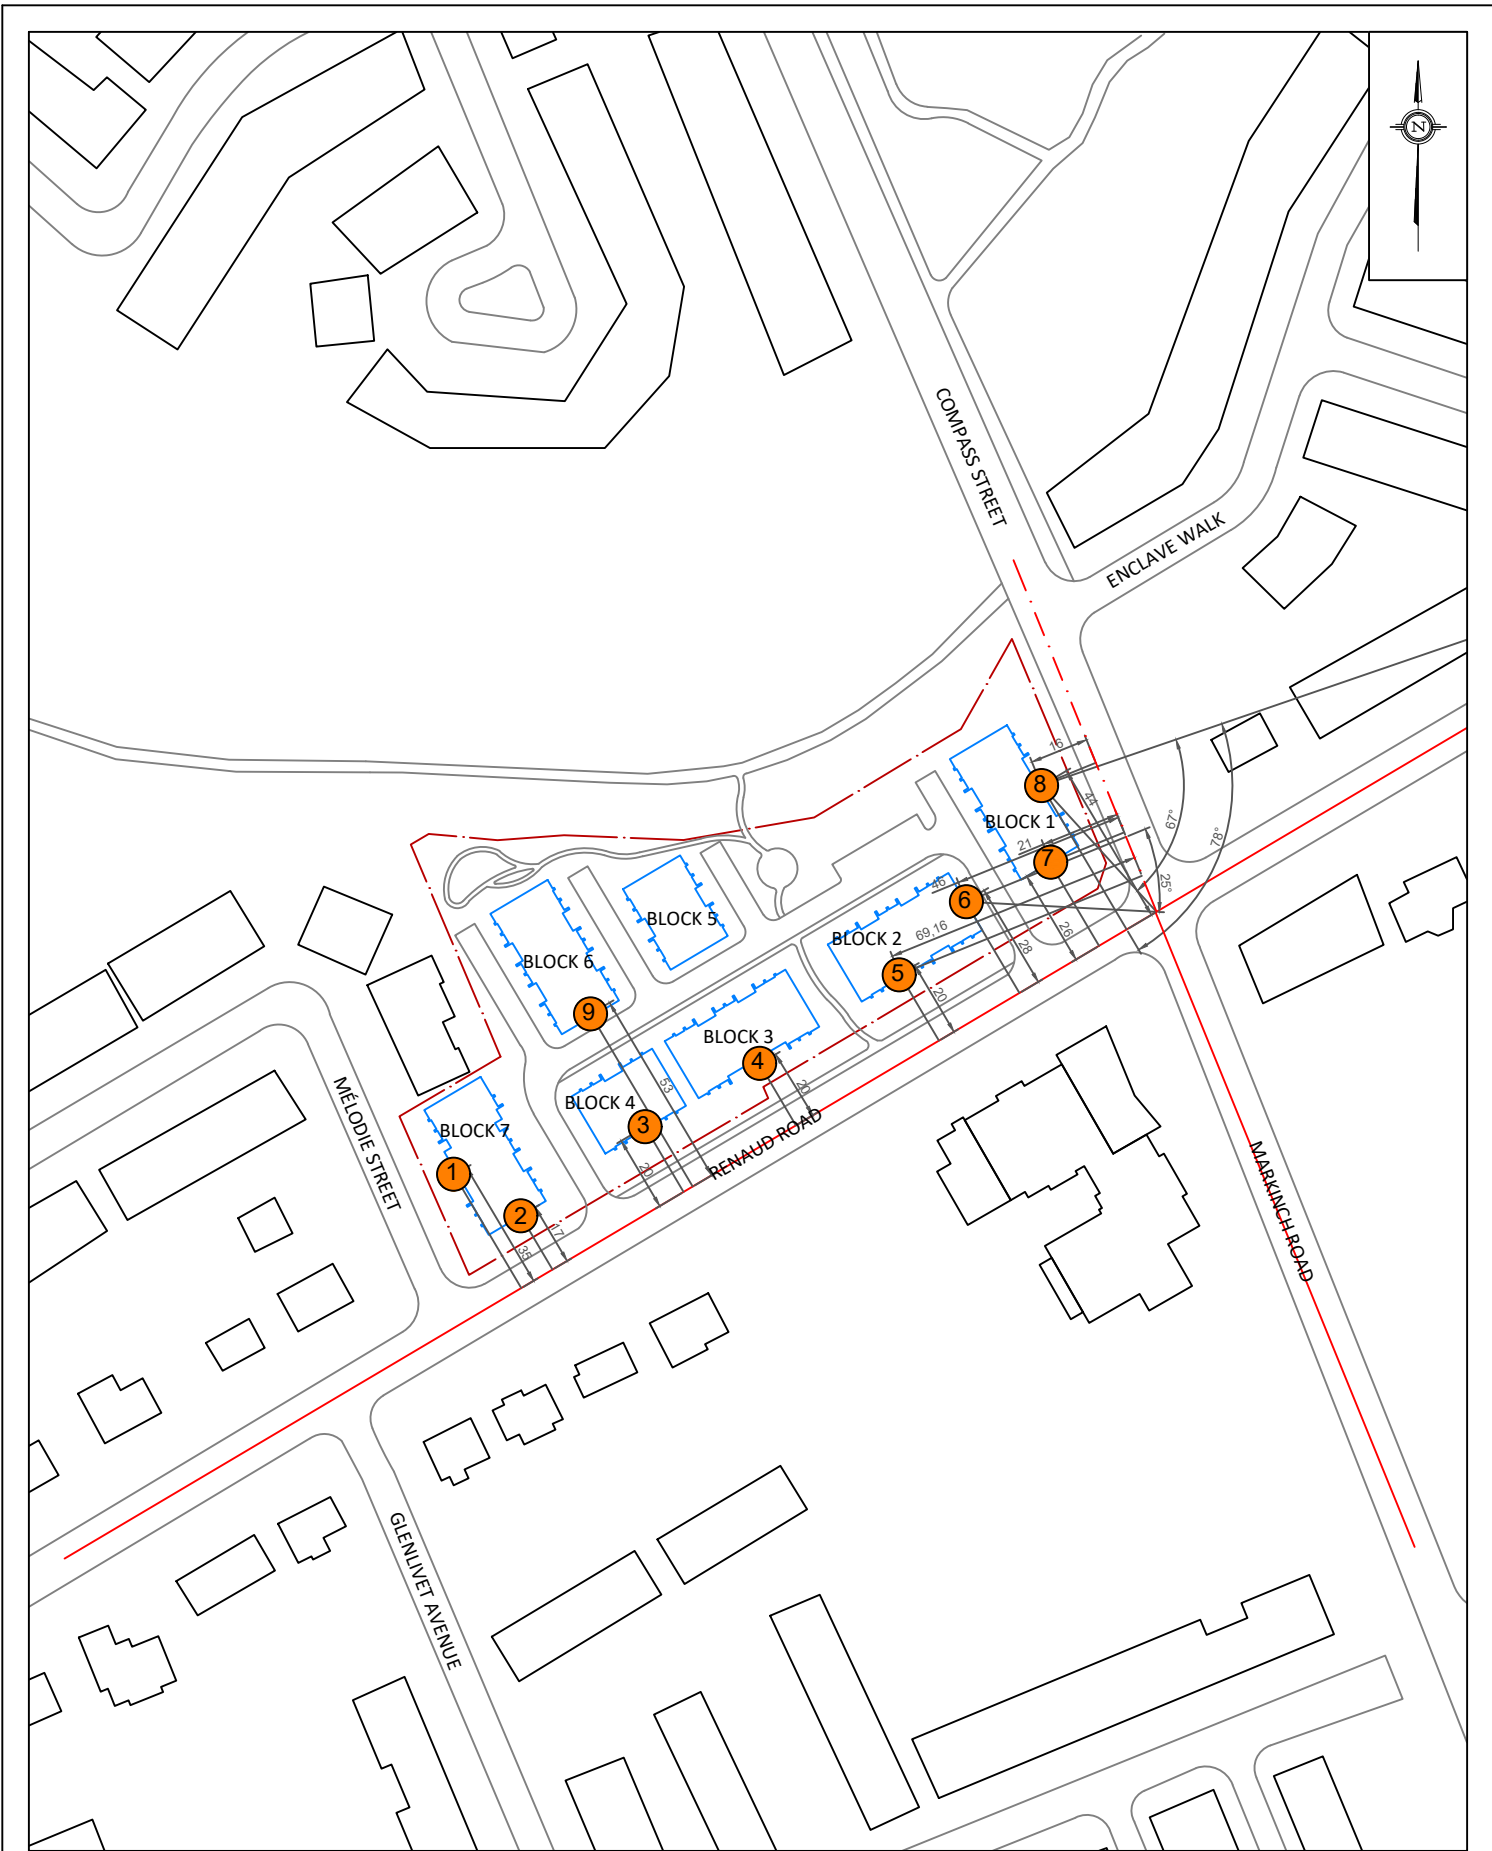 N
COMPASS STREET
ENCLAVE WALK
16
8
44
BLOCK 1
67°
78°
21
7
46
25°
6
BLOCK 5
69,16
BLOCK 2
26
28
BLOCK 6
5
20
9
BLOCK 3
4
53
20
BLOCK 4
MÉLODIE STREET
BLOCK 7
3
RENAUD ROAD
20
1
2
17
35
MARKINCH ROAD
GLENLIVET AVENUE